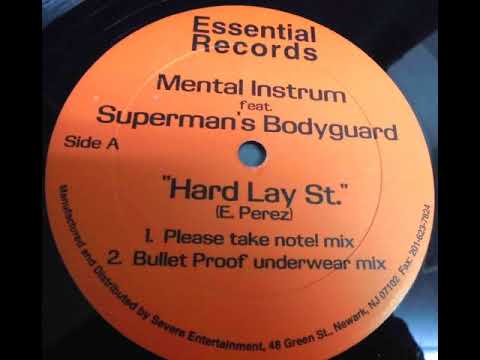 Essential
Records
Mental Instrum
feat.
Superman's Bodyguard
Side A
"Hard Lay St."
(E. Perez)
1. Please take note! mix
2. Bullet Proof underwear mix
Manufactured and Distributed by Severe Entertainment, 48 Green St., Newark, NJ 07102 Fax: 201-623-7824